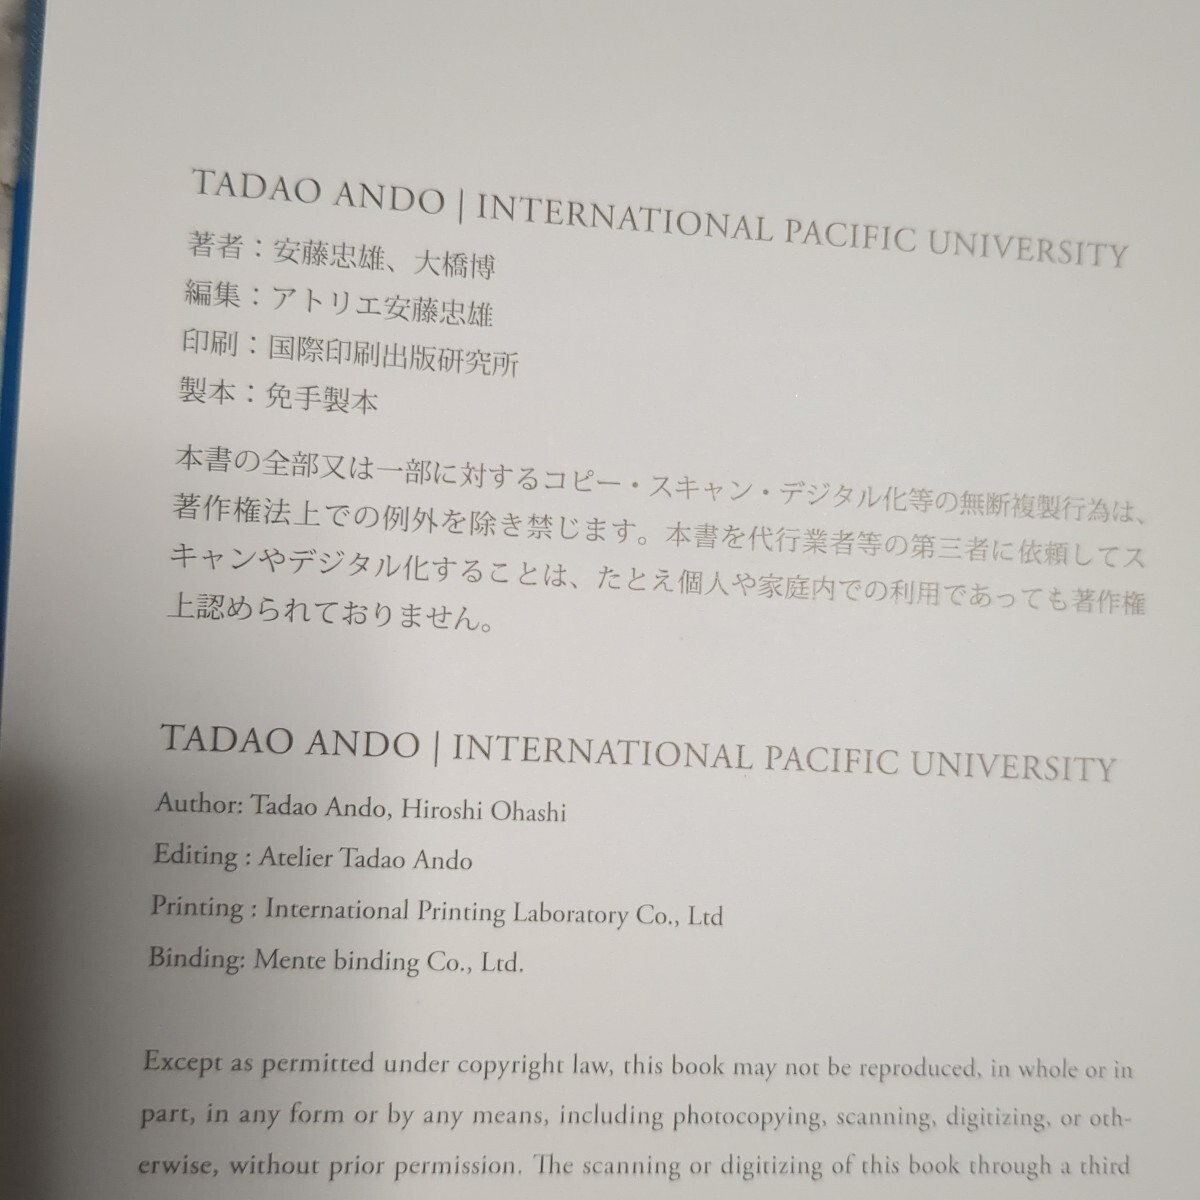 TADAO ANDO | INTERNATIONAL PACIFIC UNIVERSITY
著者：安藤忠雄、大橋博
編集：アトリエ安藤忠雄
印刷：国際印刷出版研究所
製本：免手製本
本書の全部又は一部に対するコピー・スキャン・デジタル化等の無断複製行為は、
著作権法上での例外を除き禁じます。本書を代行業者等の第三者に依頼してス
キャンやデジタル化することは、たとえ個人や家庭内での利用であっても著作権
上認められておりません。
TADAO ANDO | INTERNATIONAL PACIFIC UNIVERSITY
Author: Tadao Ando, Hiroshi Ohashi
Editing : Atelier Tadao Ando
Printing : International Printing Laboratory Co., Ltd
Binding: Mente binding Co., Ltd.
Except as permitted under copyright law, this book may not be reproduced, in whole or in
part, in any form or by any means, including photocopying, scanning, digitizing, or oth-
erwise, without prior permission. The scanning or digitizing of this book through a third